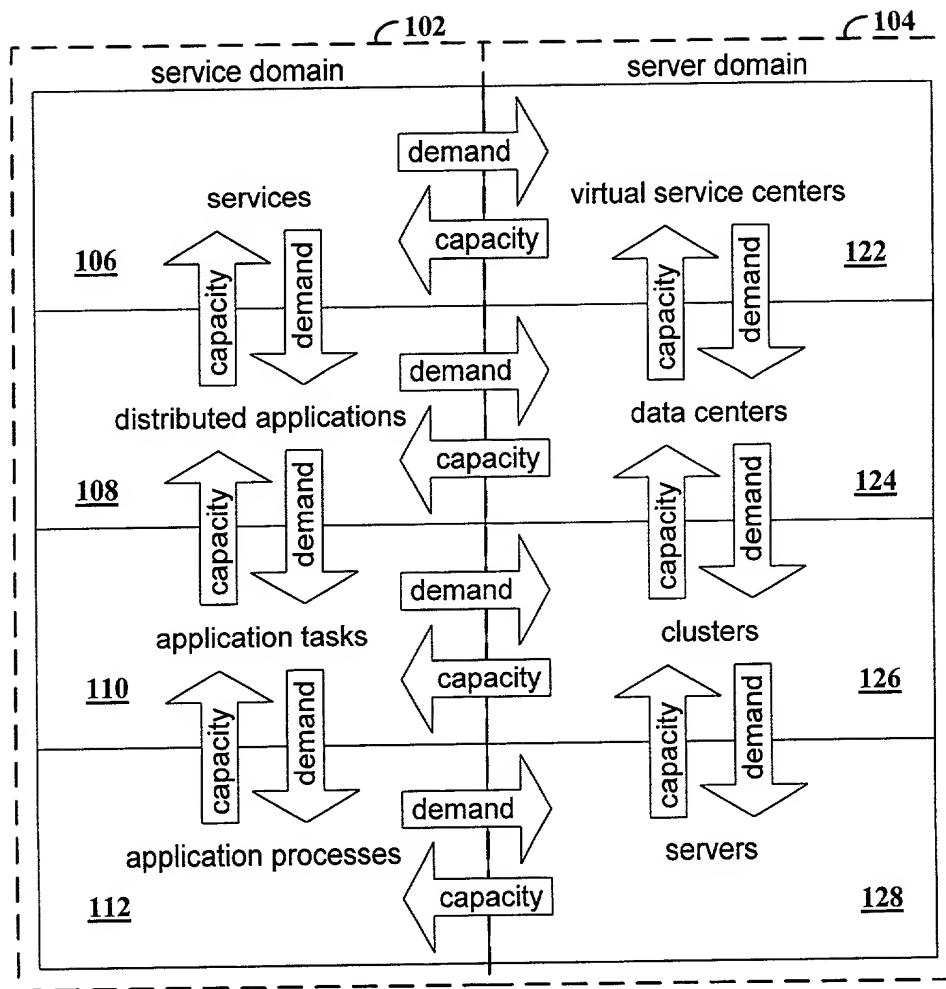 102
104
service domain
server domain
demand
services
virtual service centers
capacity
106
capacity
demand
capacity
demand
122
demand
distributed applications
data centers
capacity
108
capacity
demand
capacity
demand
124
demand
application tasks
clusters
capacity
110
capacity
demand
capacity
demand
126
demand
application processes
servers
capacity
112
128